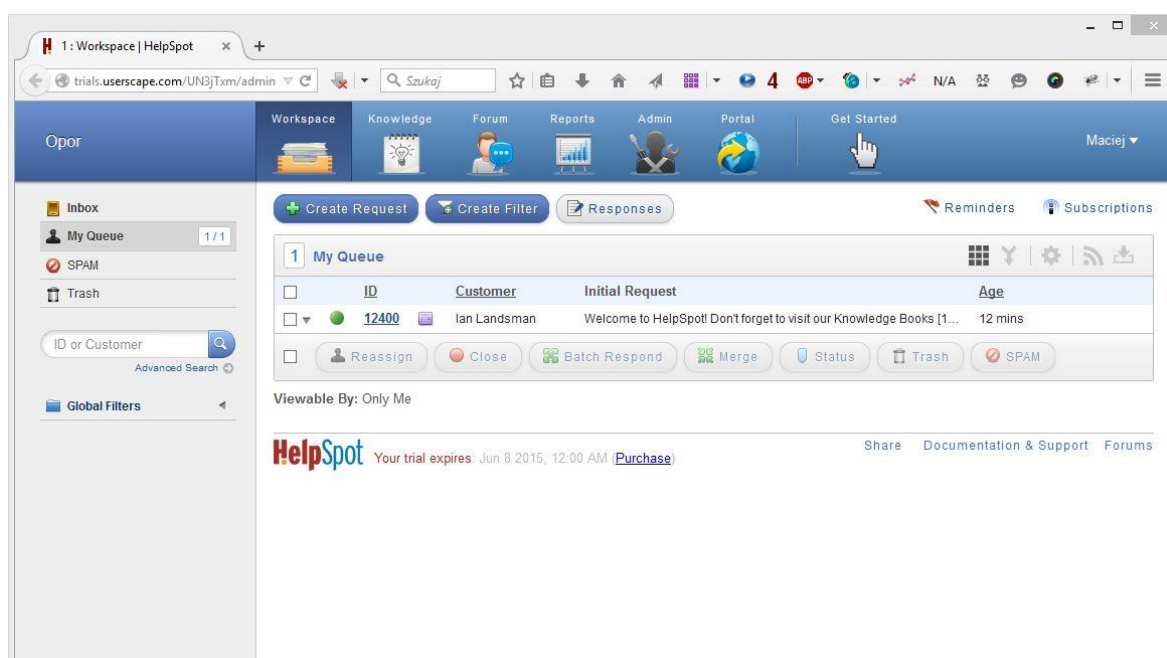 1 : Workspace | HelpSpot
trials.userscape.com/UN3jTxm/admin
Szukaj
ABP
4
N/A
Opor
Workspace Knowledge Forum Reports Admin Portal Get Started
Maciej
Inbox
My Queue 1 / 1
SPAM
Trash
ID or Customer
Advanced Search
Global Filters
Create Request Create Filter Responses Reminders Subscriptions
1 My Queue
ID Customer Initial Request Age
12400 Ian Landsman Welcome to HelpSpot! Don't forget to visit our Knowledge Books [1... 12 mins
Reassign Close Batch Respond Merge Status Trash SPAM
Viewable By: Only Me
HelpSpot Your trial expires: Jun 8 2015, 12:00 AM (Purchase)
Share Documentation & Support Forums